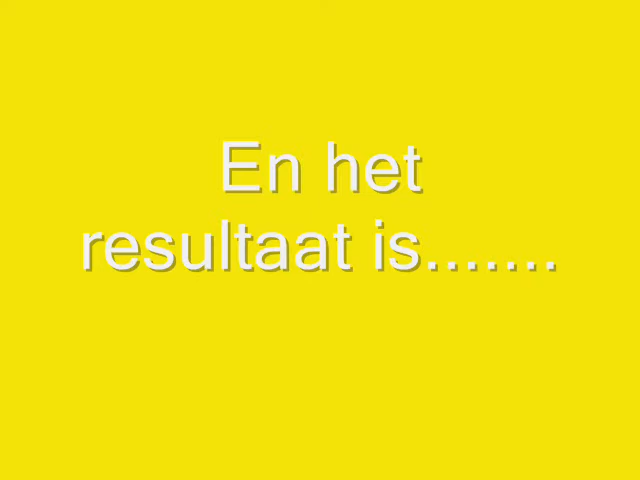 En het
resultaat is.......